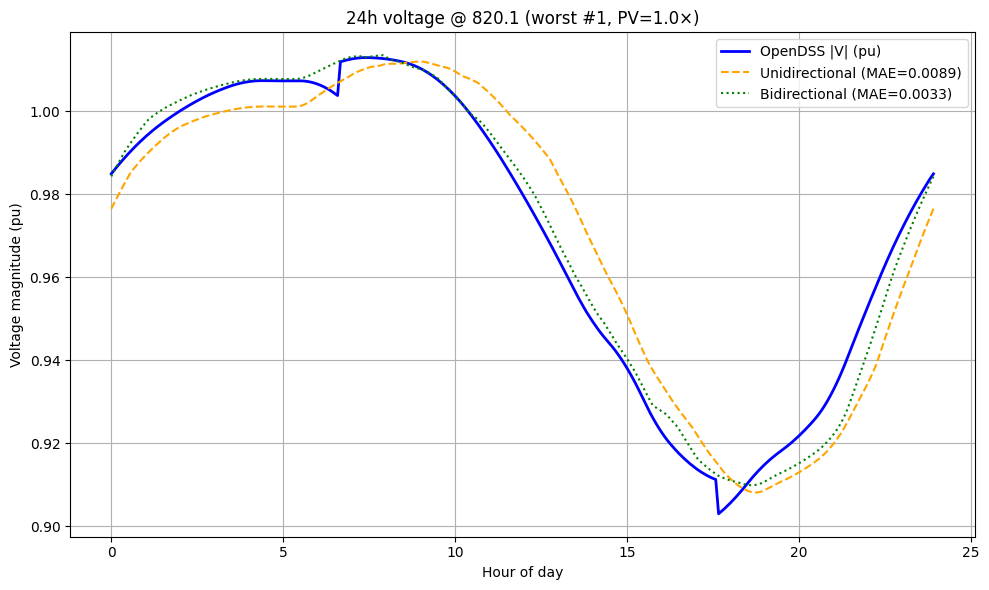 24h voltage @ 820.1 (worst #1, PV=1.0×)
OpenDSS |V| (pu)
Unidirectional (MAE=0.0089)
Bidirectional (MAE=0.0033)
Voltage magnitude (pu)
1.00
0.98
0.96
0.94
0.92
0.90
0 5 10 15 20 25
Hour of day